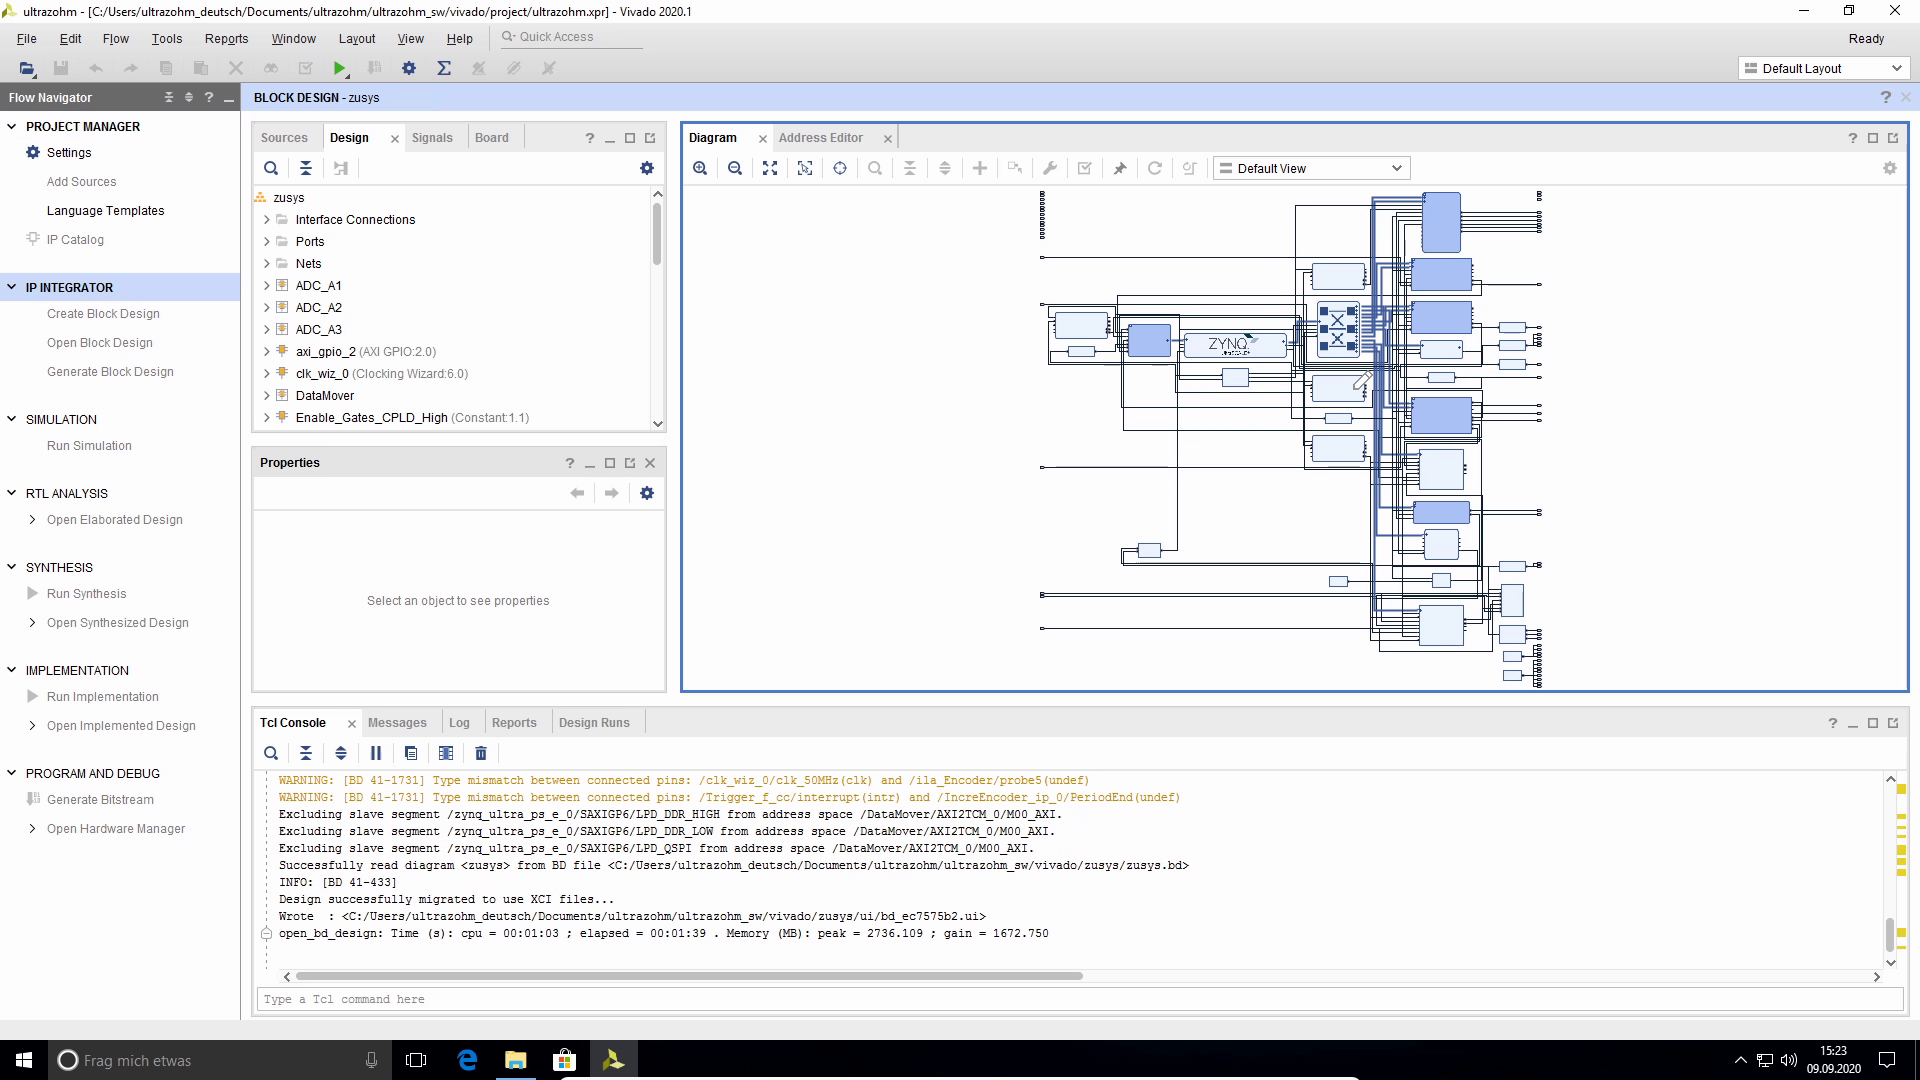 ultrazohm - [C:/Users/ultrazohm_deutsch/Documents/ultrazohm/ultrazohm_sw/vivado/project/ultrazohm.xpr] - Vivado 2020.1
File Edit Flow Tools Reports Window Layout View Help Quick Access Ready
Default Layout
Flow Navigator
PROJECT MANAGER
Settings
Add Sources
Language Templates
IP Catalog
IP INTEGRATOR
Create Block Design
Open Block Design
Generate Block Design
SIMULATION
Run Simulation
RTL ANALYSIS
Open Elaborated Design
SYNTHESIS
Run Synthesis
Open Synthesized Design
IMPLEMENTATION
Run Implementation
Open Implemented Design
PROGRAM AND DEBUG
Generate Bitstream
Open Hardware Manager
BLOCK DESIGN - zusys
Sources Design Signals Board
zusys
Interface Connections
Ports
Nets
ADC_A1
ADC_A2
ADC_A3
axi_gpio_2 (AXI GPIO:2.0)
clk_wiz_0 (Clocking Wizard:6.0)
DataMover
Enable_Gates_CPLD_High (Constant:1.1)
Properties
Select an object to see properties
Diagram Address Editor
Default View
ZYNQ
Tcl Console Messages Log Reports Design Runs
WARNING: [BD 41-1731] Type mismatch between connected pins: /clk_wiz_0/clk_50MHz(clk) and /ila_Encoder/probe5(undef)
WARNING: [BD 41-1731] Type mismatch between connected pins: /Trigger_f_cc/interrupt(intr) and /IncreEncoder_ip_0/PeriodEnd(undef)
Excluding slave segment /zynq_ultra_ps_e_0/SAXIGP6/LPD_DDR_HIGH from address space /DataMover/AXI2TCM_0/M00_AXI.
Excluding slave segment /zynq_ultra_ps_e_0/SAXIGP6/LPD_DDR_LOW from address space /DataMover/AXI2TCM_0/M00_AXI.
Excluding slave segment /zynq_ultra_ps_e_0/SAXIGP6/LPD_QSPI from address space /DataMover/AXI2TCM_0/M00_AXI.
Successfully read diagram <zusys> from BD file <C:/Users/ultrazohm_deutsch/Documents/ultrazohm/ultrazohm_sw/vivado/zusys/zusys.bd>
INFO: [BD 41-433]
Design successfully migrated to use XCI files...
Wrote  : <C:/Users/ultrazohm_deutsch/Documents/ultrazohm/ultrazohm_sw/vivado/zusys/ui/bd_ec7575b2.ui>
open_bd_design: Time (s): cpu = 00:01:03 ; elapsed = 00:01:39 . Memory (MB): peak = 2736.109 ; gain = 1672.750
Type a Tcl command here
Frag mich etwas
15:23
09.09.2020